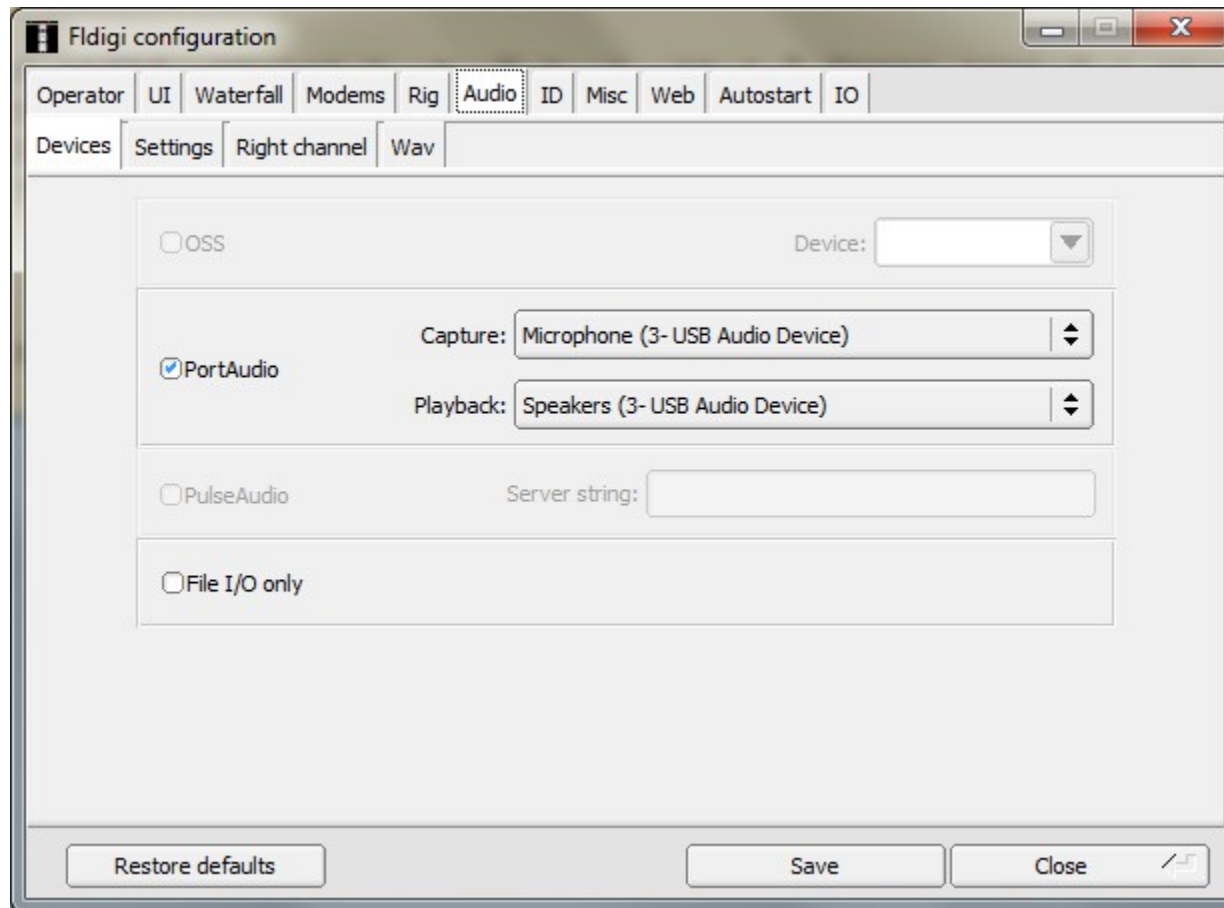 Fldigi configuration
Operator UI Waterfall Modems Rig Audio ID Misc Web Autostart IO
Devices Settings Right channel Wav
OSS Device:
Capture: Microphone (3- USB Audio Device)
PortAudio
Playback: Speakers (3- USB Audio Device)
PulseAudio Server string:
File I/O only
Restore defaults Save Close